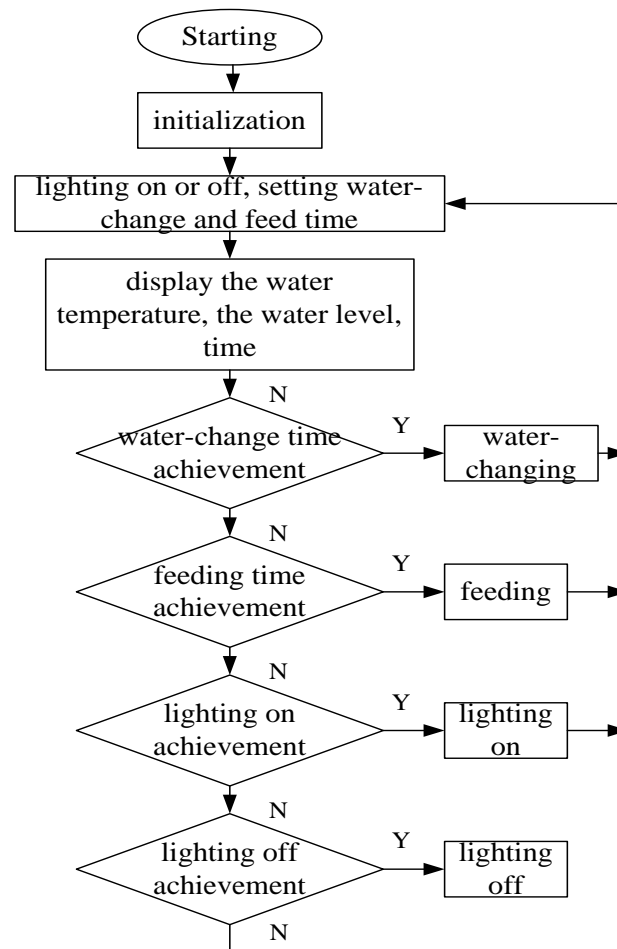 Starting
initialization
lighting on or off, setting water-
change and feed time
display the water
temperature, the water level,
time
N
water-change time
achievement
Y
water-
changing
N
feeding time
achievement
Y
feeding
N
lighting on
achievement
Y
lighting
on
N
lighting off
achievement
Y
lighting
off
N